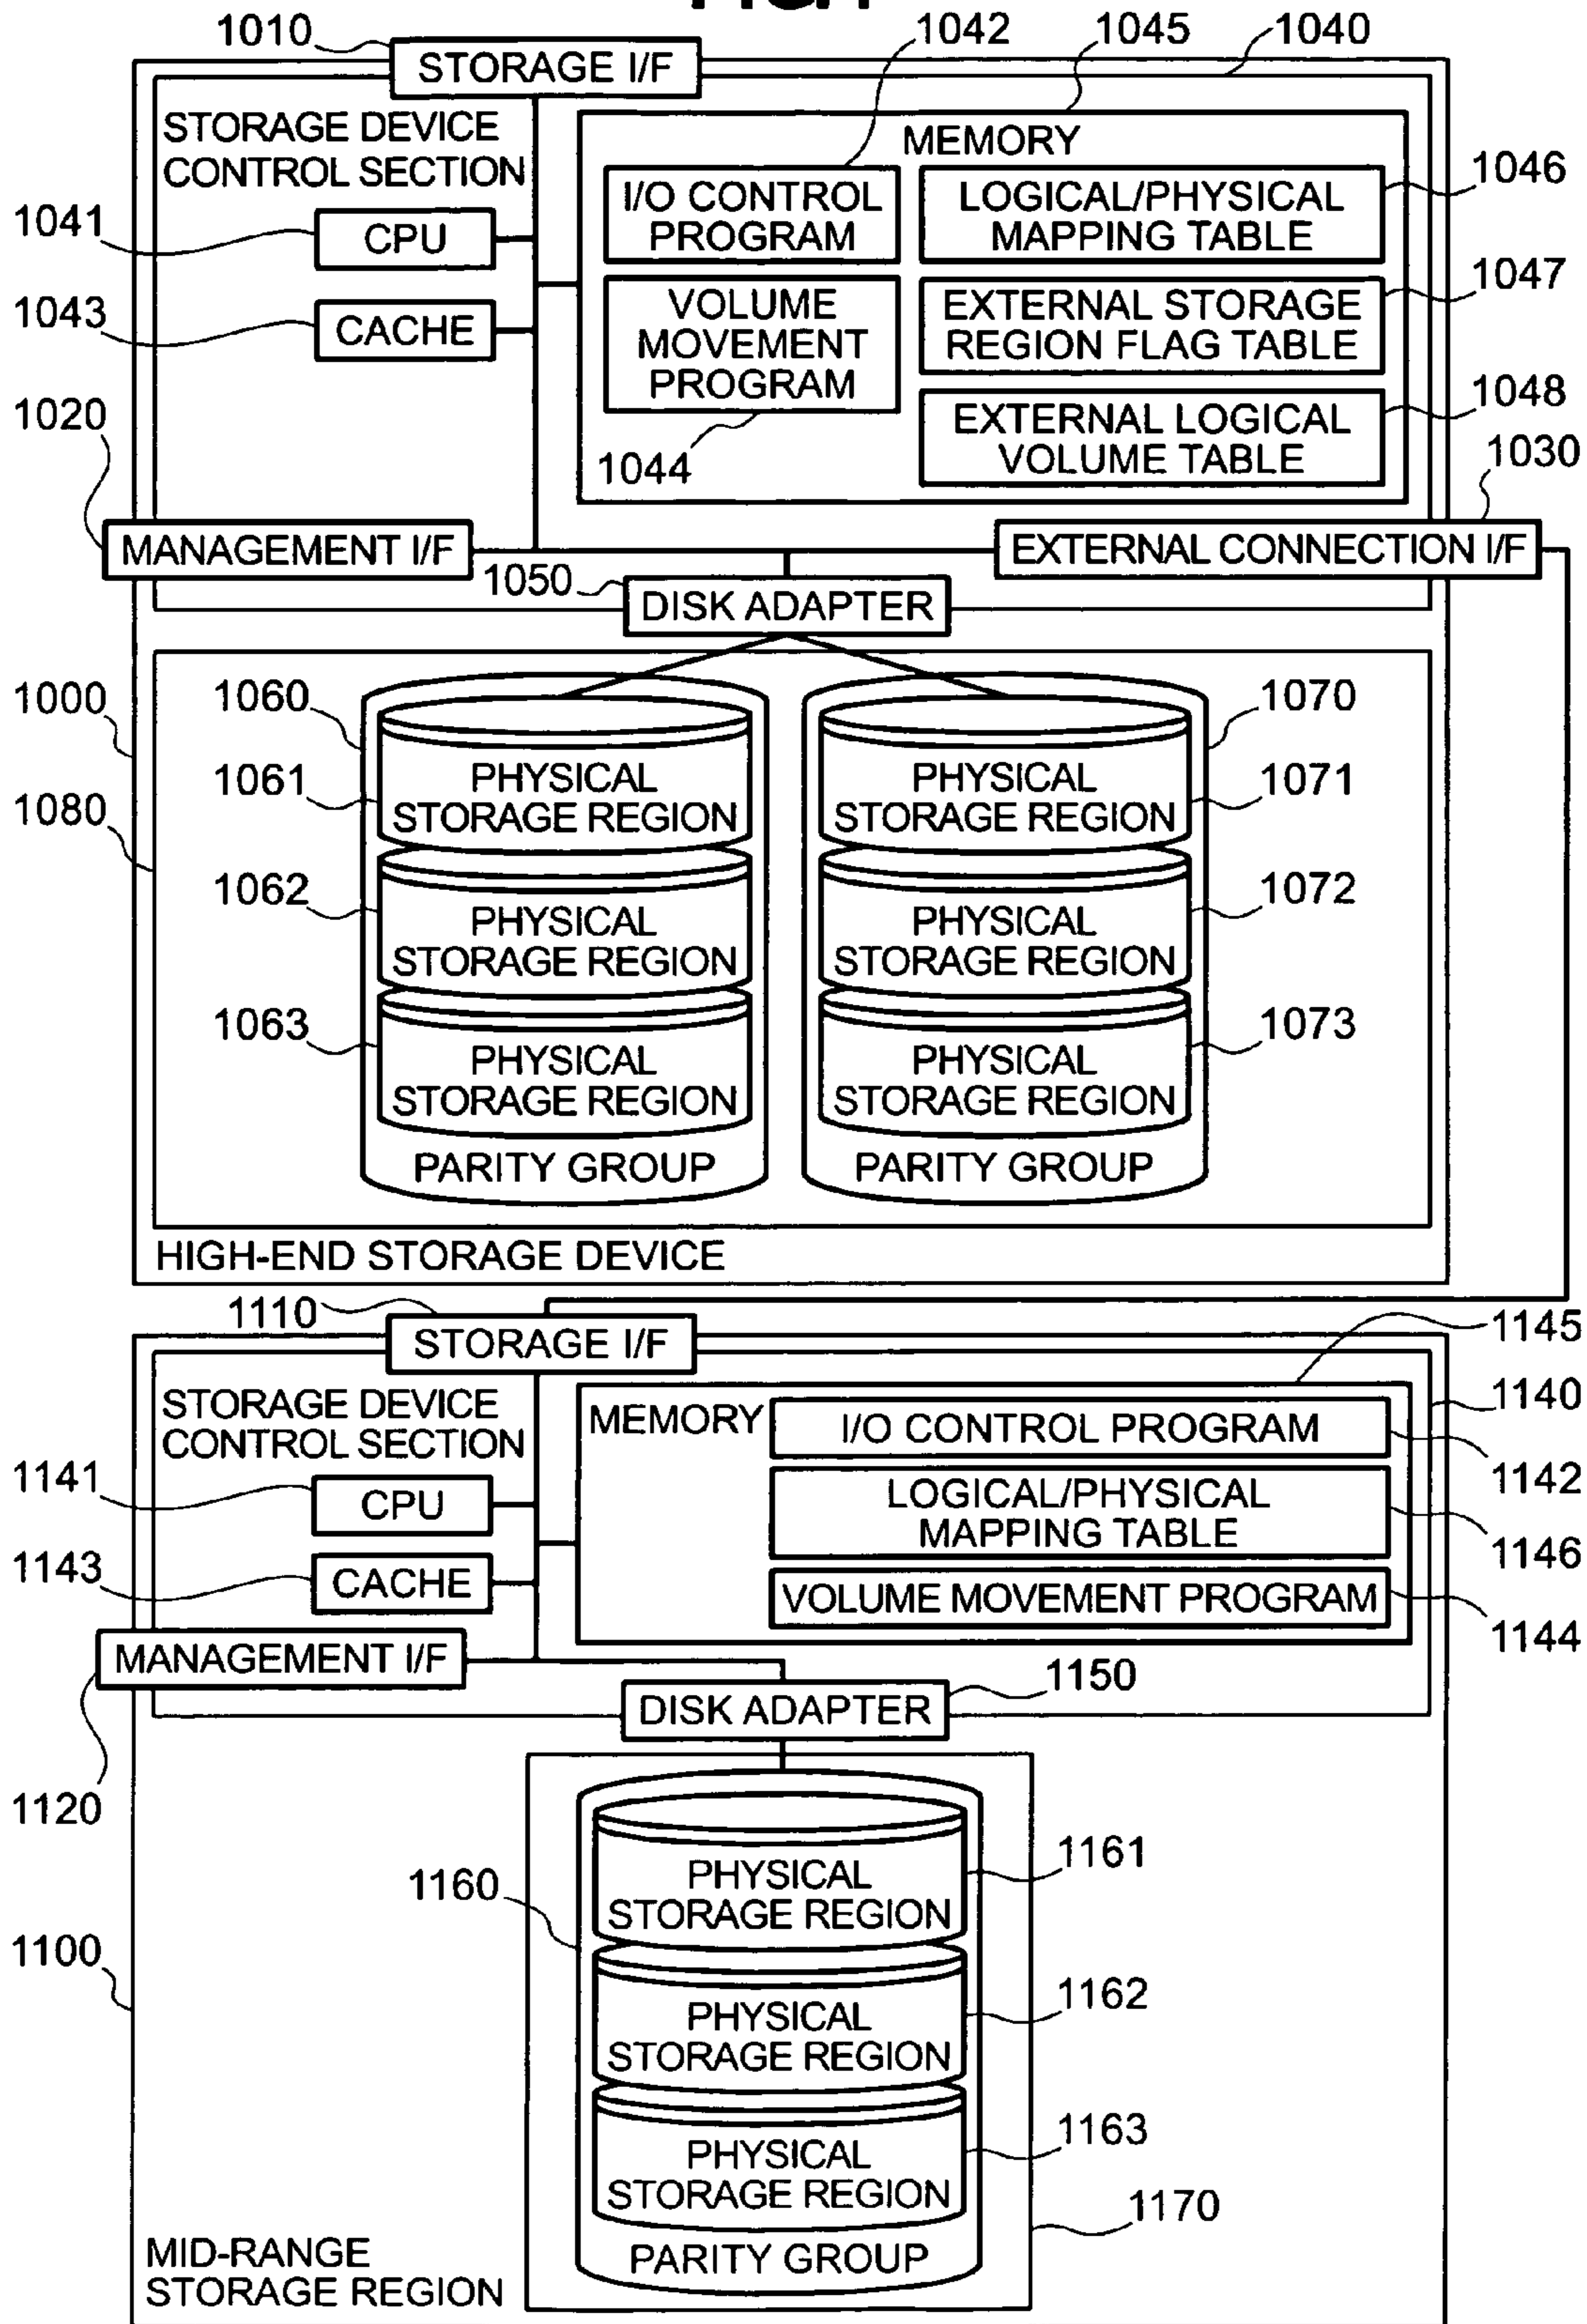 1010
1042
1045
1040
STORAGE I/F
STORAGE DEVICE
CONTROL SECTION
MEMORY
1046
I/O CONTROL
PROGRAM
LOGICAL/PHYSICAL
MAPPING TABLE
1041
CPU
1047
VOLUME
MOVEMENT
PROGRAM
EXTERNAL STORAGE
REGION FLAG TABLE
1043
CACHE
1048
1020
EXTERNAL LOGICAL
VOLUME TABLE
1044
1030
MANAGEMENT I/F
EXTERNAL CONNECTION I/F
1050
DISK ADAPTER
1000
1060
1070
1061
PHYSICAL
STORAGE REGION
PHYSICAL
STORAGE REGION
1071
1080
1062
PHYSICAL
STORAGE REGION
PHYSICAL
STORAGE REGION
1072
1063
PHYSICAL
STORAGE REGION
PHYSICAL
STORAGE REGION
1073
PARITY GROUP
PARITY GROUP
HIGH-END STORAGE DEVICE
1110
STORAGE I/F
1145
STORAGE DEVICE
CONTROL SECTION
MEMORY
I/O CONTROL PROGRAM
1140
1141
CPU
LOGICAL/PHYSICAL
MAPPING TABLE
1142
1143
CACHE
1146
VOLUME MOVEMENT PROGRAM
1144
MANAGEMENT I/F
1150
DISK ADAPTER
1120
1160
PHYSICAL
STORAGE REGION
1161
1100
PHYSICAL
STORAGE REGION
1162
PHYSICAL
STORAGE REGION
1163
1170
PARITY GROUP
MID-RANGE
STORAGE REGION